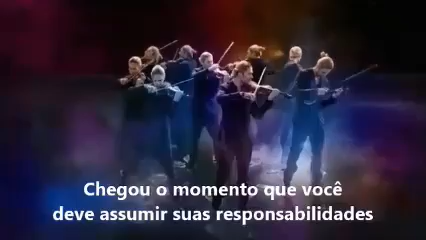 Chegou o momento que você
deve assumir suas responsabilidades